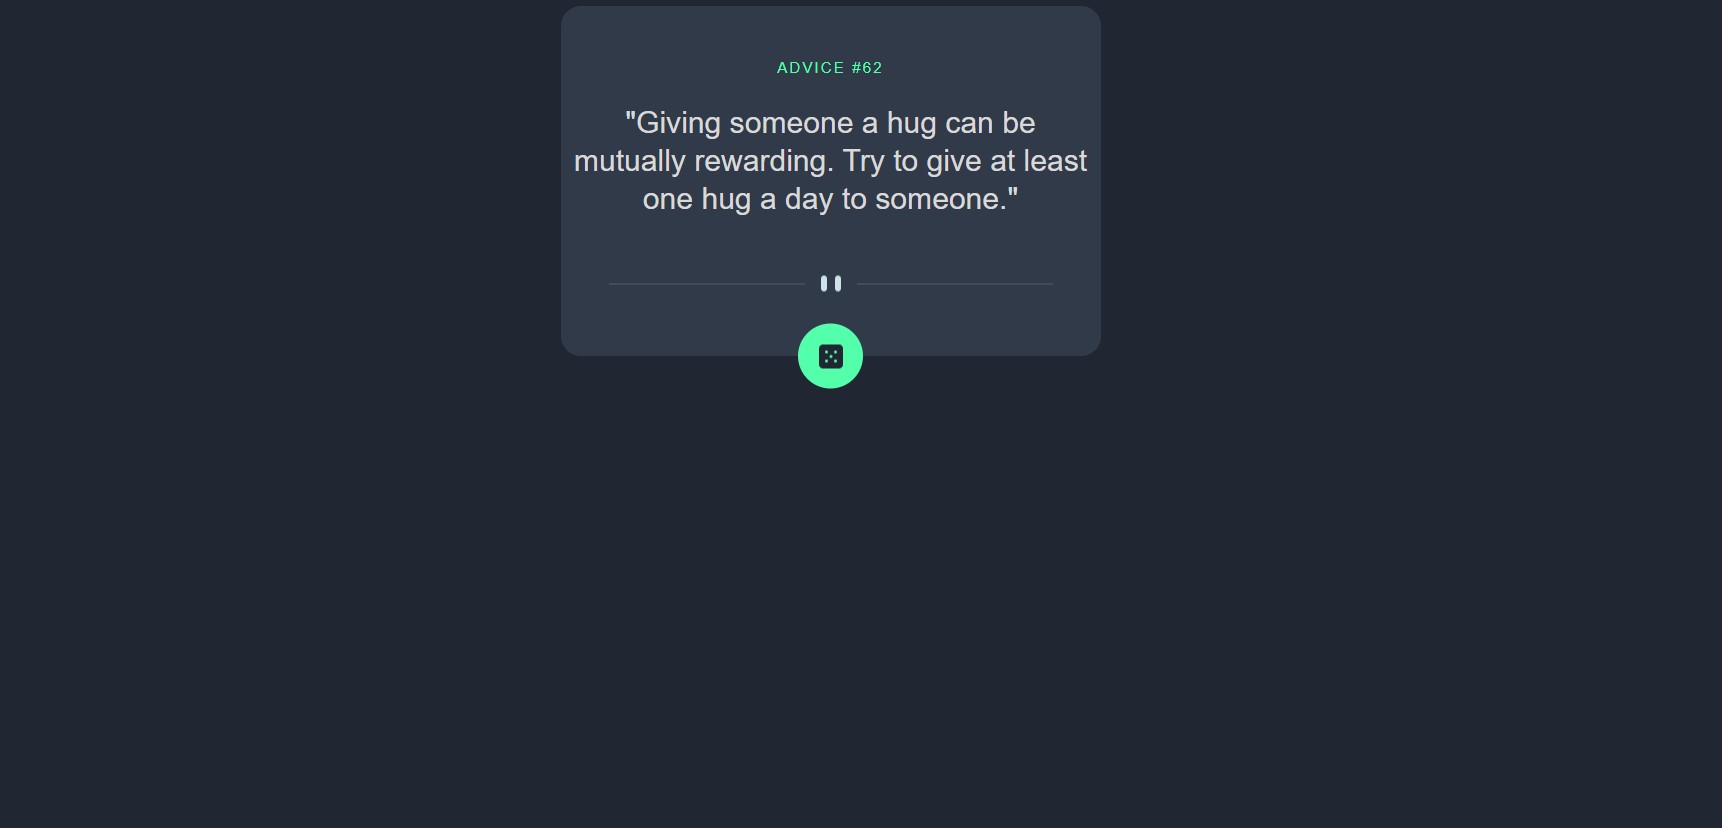 ADVICE #62
"Giving someone a hug can be
mutually rewarding. Try to give at least
one hug a day to someone."